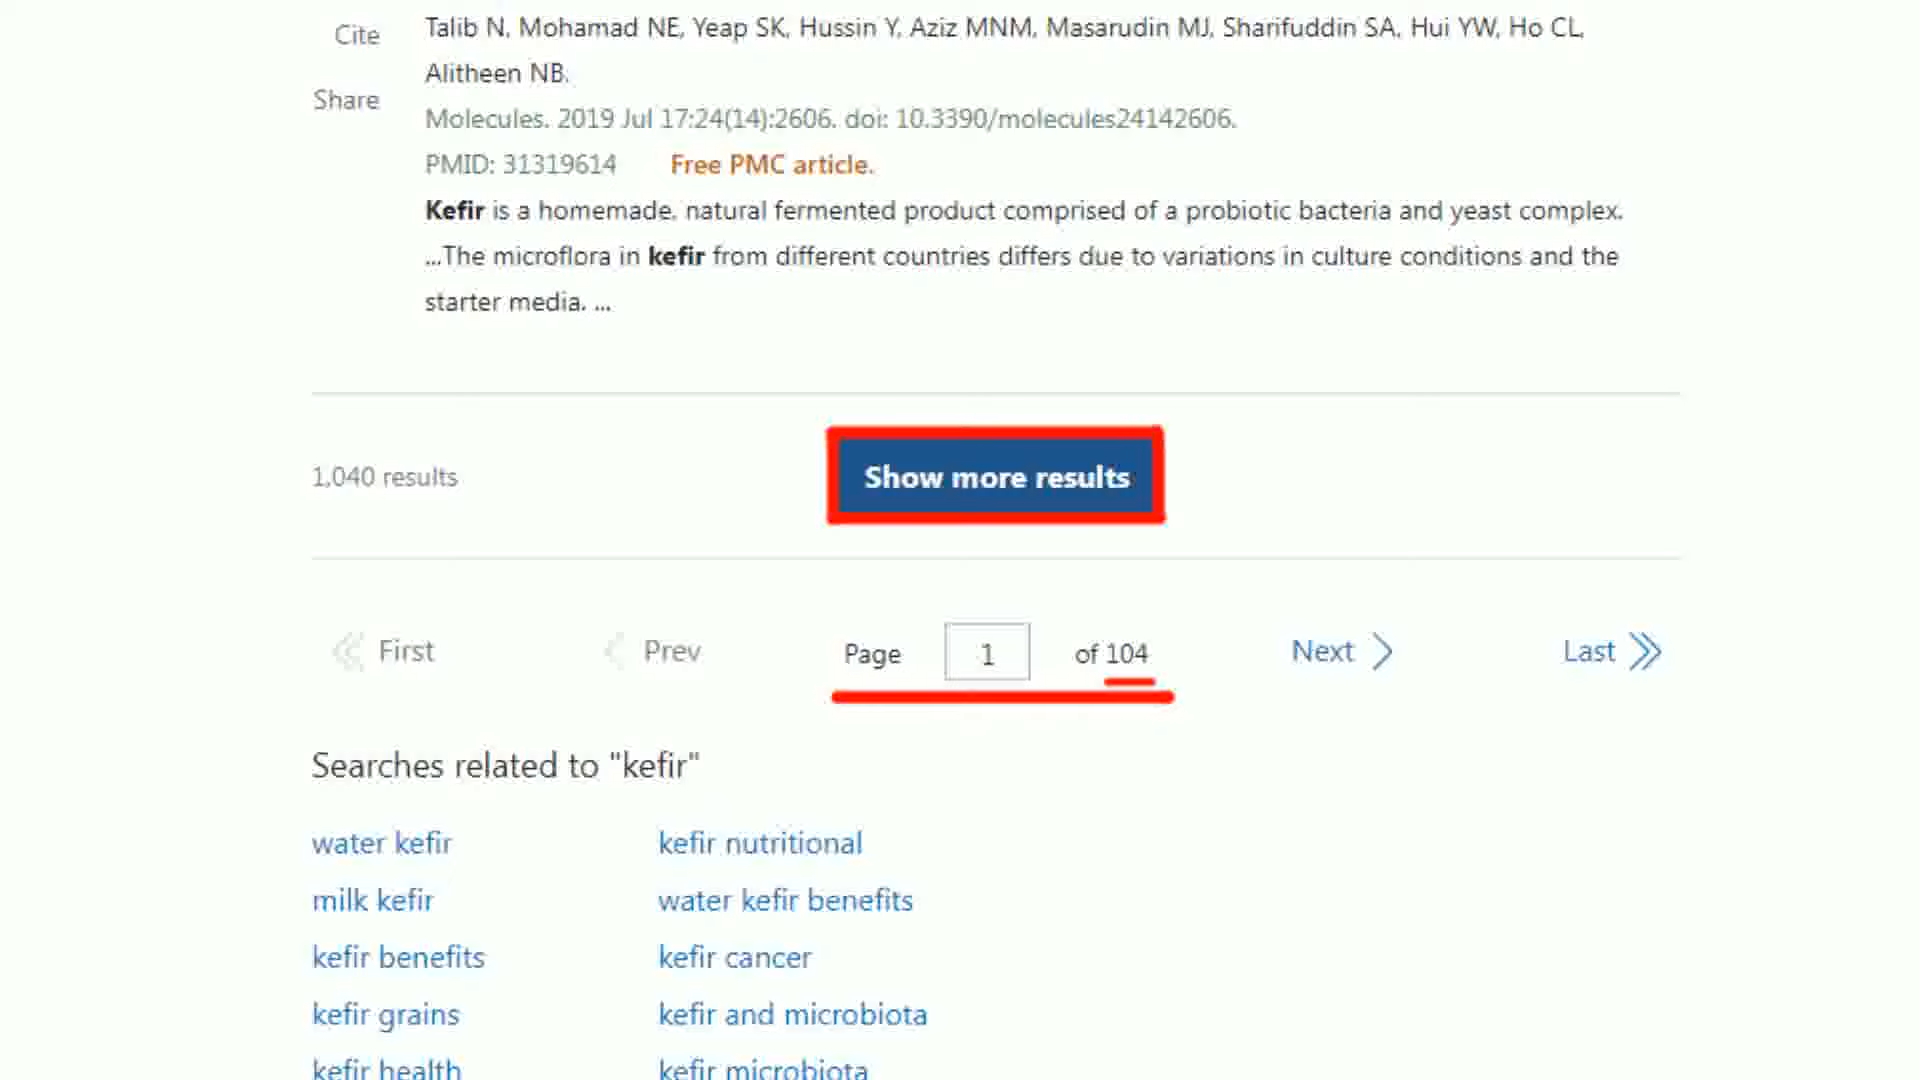 Cite
Talib N, Mohamad NE, Yeap SK, Hussin Y, Aziz MNM, Masarudin MJ, Sharifuddin SA, Hui YW, Ho CL,
Alitheen NB.
Share
Molecules. 2019 Jul 17;24(14):2606. doi: 10.3390/molecules24142606.
PMID: 31319614 Free PMC article.
Kefir is a homemade, natural fermented product comprised of a probiotic bacteria and yeast complex.
...The microflora in kefir from different countries differs due to variations in culture conditions and the
starter media. ...
1,040 results
Show more results
First Prev Page 1 of 104 Next Last
Searches related to "kefir"
water kefir kefir nutritional
milk kefir water kefir benefits
kefir benefits kefir cancer
kefir grains kefir and microbiota
kefir health kefir microbiota